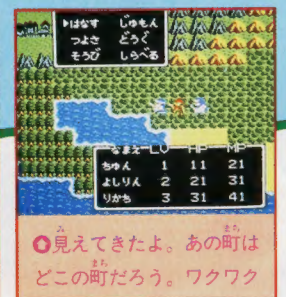 ▶はなす じゅもん
つよさ どうぐ
そうび しらべる
なまえ LV HP MP
ちゅん 1 11 21
よしりん 2 21 31
りかち 3 31 41
✪見えてきたよ。あの町は
どこの町だろう。ワクワク